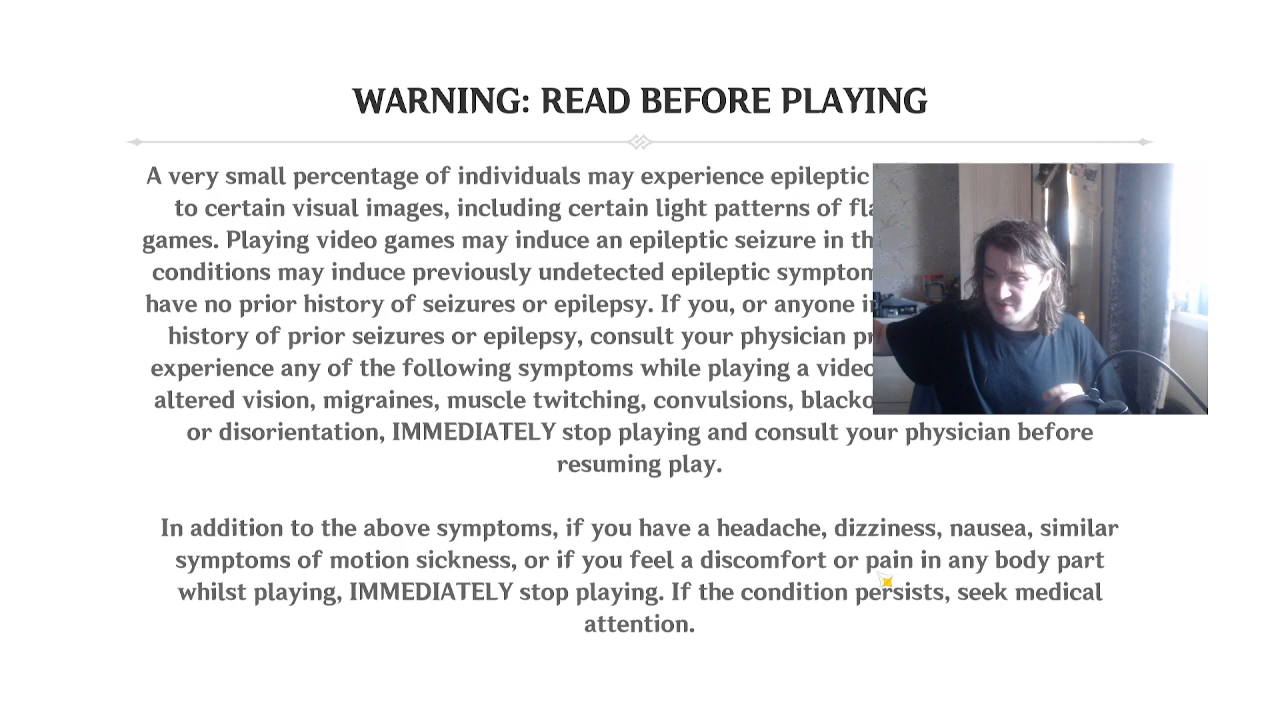 WARNING: READ BEFORE PLAYING
A very small percentage of individuals may experience epileptic
to certain visual images, including certain light patterns of
games. Playing video games may induce an epileptic seizure in
conditions may induce previously undetected epileptic
have no prior history of seizures or epilepsy. If you, or anyone
history of prior seizures or epilepsy, consult your physician
experience any of the following symptoms while playing a video
altered vision, migraines, muscle twitching, convulsions,
or disorientation, IMMEDIATELY stop playing and consult your physician before
resuming play.
In addition to the above symptoms, if you have a headache, dizziness, nausea, similar
symptoms of motion sickness, or if you feel a discomfort or pain in any body part
whilst playing, IMMEDIATELY stop playing. If the condition persists, seek medical
attention.